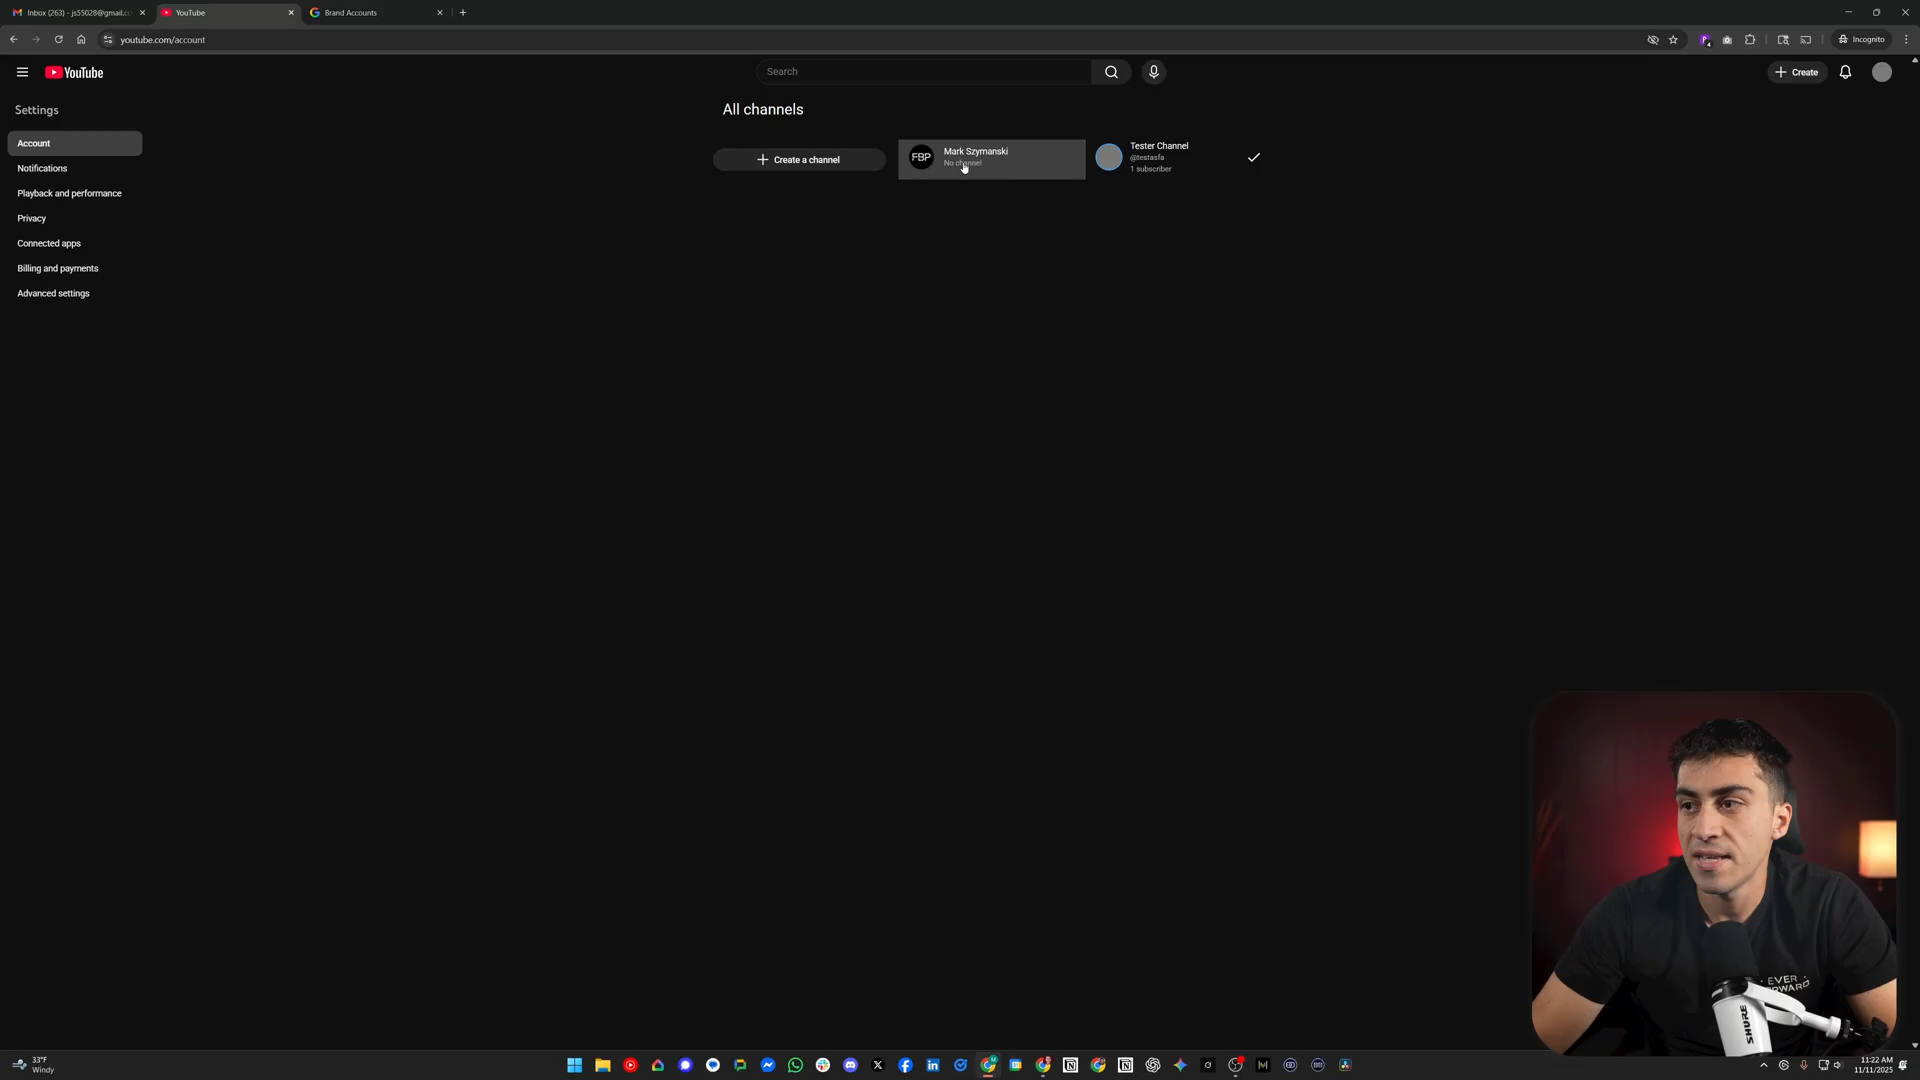 Inbox (263) - js55028@gmail.c
YouTube
Brand Accounts
youtube.com/account
Incognito
YouTube
Search
Create
Settings
All channels
Account
Create a channel
FBP
Mark Szymanski
No channel
Tester Channel
@testasfa
1 subscriber
Notifications
Playback and performance
Privacy
Connected apps
Billing and payments
Advanced settings
EVER
SHURE
33°F
Windy
11:22 AM
11/11/2025